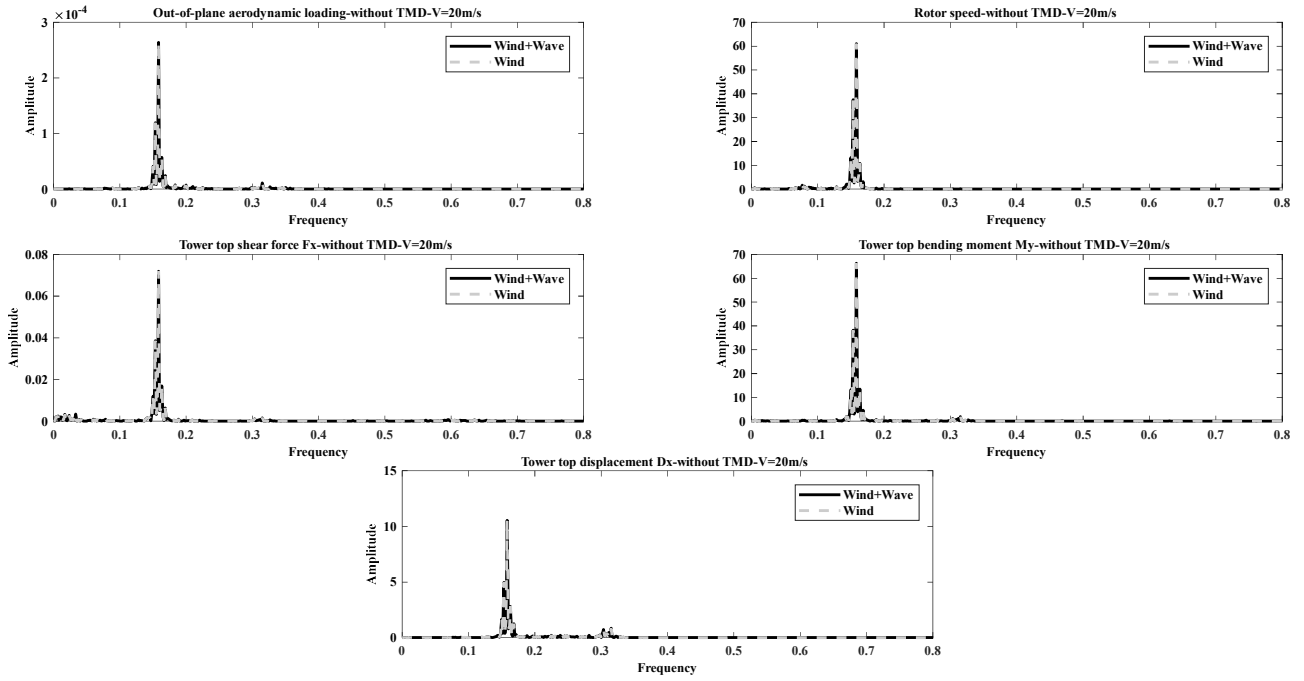 Out-of-plane aerodynamic loading-without TMD-V=20m/s
×10⁻⁴
3
2
1
0
Amplitude
Wind+Wave
Wind
0 0.1 0.2 0.3 0.4 0.5 0.6 0.7 0.8
Frequency
Rotor speed-without TMD-V=20m/s
70
60
50
40
30
20
10
0
Amplitude
Wind+Wave
Wind
0 0.1 0.2 0.3 0.4 0.5 0.6 0.7 0.8
Frequency
Tower top shear force Fx-without TMD-V=20m/s
0.08
0.06
0.04
0.02
0
Amplitude
Wind+Wave
Wind
0 0.1 0.2 0.3 0.4 0.5 0.6 0.7 0.8
Frequency
Tower top bending moment My-without TMD-V=20m/s
70
60
50
40
30
20
10
0
Amplitude
Wind+Wave
Wind
0 0.1 0.2 0.3 0.4 0.5 0.6 0.7 0.8
Frequency
Tower top displacement Dx-without TMD-V=20m/s
15
10
5
0
Amplitude
Wind+Wave
Wind
0 0.1 0.2 0.3 0.4 0.5 0.6 0.7 0.8
Frequency